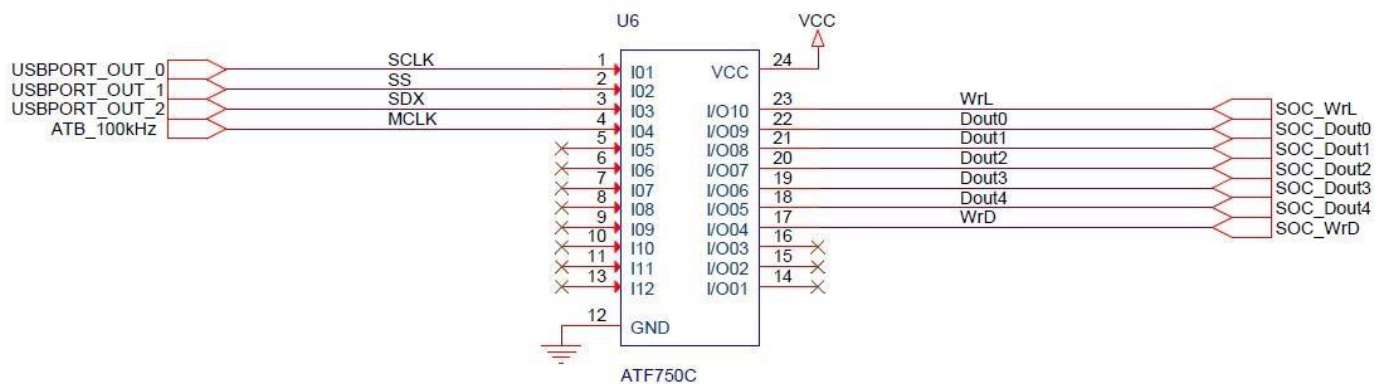 U6
VCC
USBPORT_OUT_0 SCLK 1 I01 VCC 24
USBPORT_OUT_1 SS 2 I02
USBPORT_OUT_2 SDX 3 I03 I/O10 23 WrL SOC_WrL
ATB_100kHz MCLK 4 I04 I/O09 22 Dout0 SOC_Dout0
5 I05 I/O08 21 Dout1 SOC_Dout1
6 I06 I/O07 20 Dout2 SOC_Dout2
7 I07 I/O06 19 Dout3 SOC_Dout3
8 I08 I/O05 18 Dout4 SOC_Dout4
9 I09 I/O04 17 WrD SOC_WrD
10 I10 I/O03 16
11 I11 I/O02 15
13 I12 I/O01 14
12 GND
ATF750C